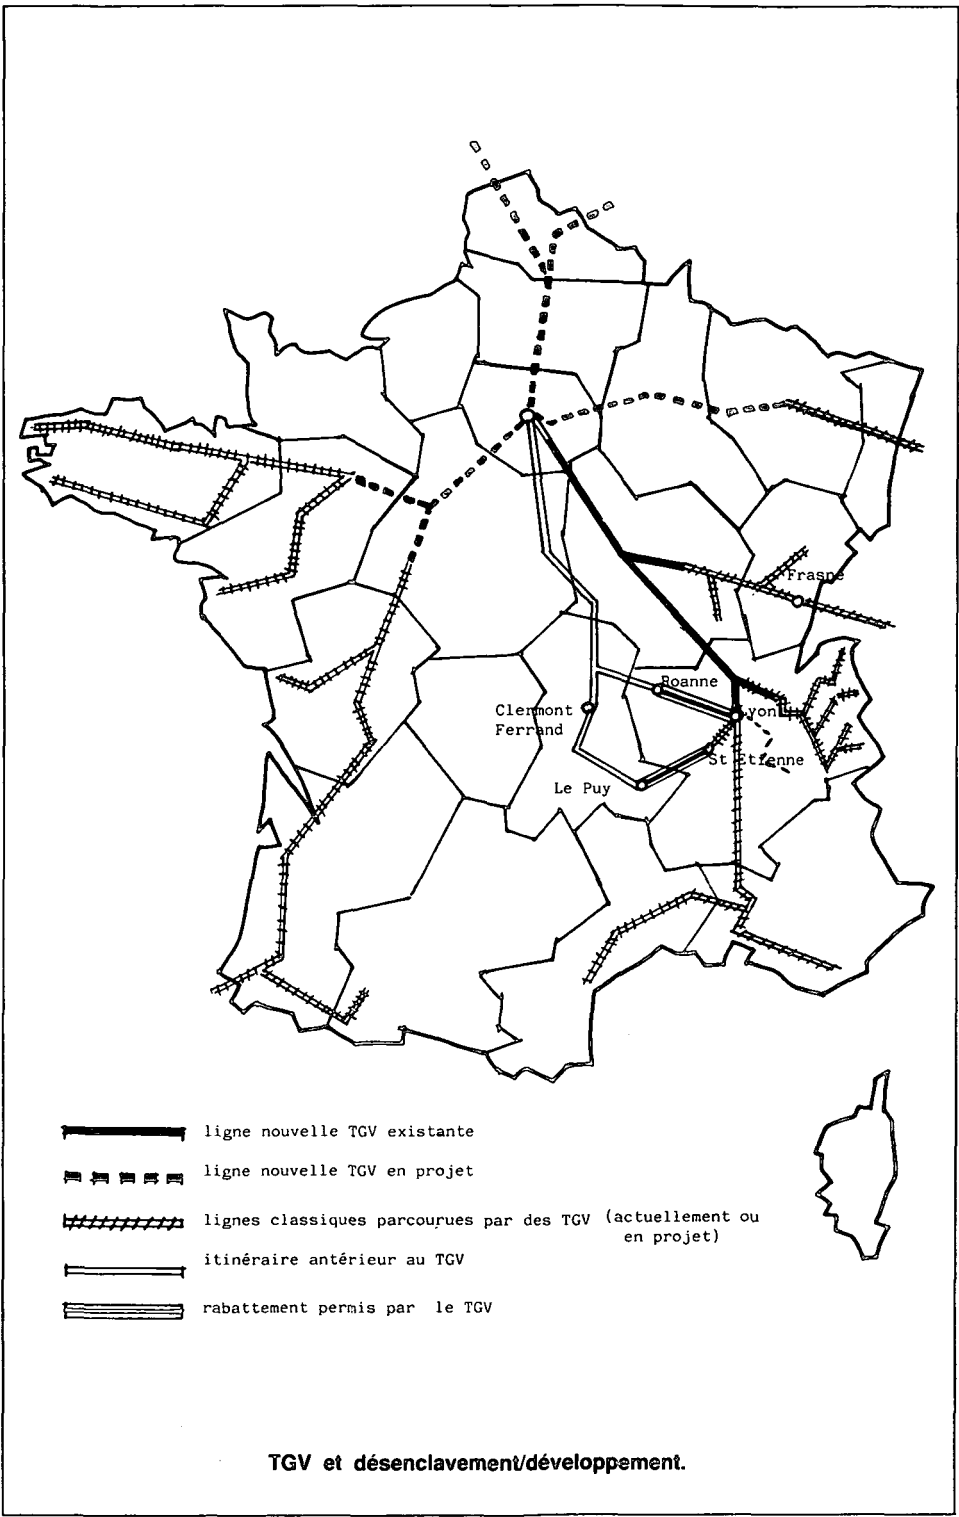 Frasne
Roanne
Lyon
Clermont
Ferrand
St Etienne
Le Puy
ligne nouvelle TGV existante
ligne nouvelle TGV en projet
lignes classiques parcourues par des TGV (actuellement ou
en projet)
itinéraire antérieur au TGV
rabattement permis par le TGV
TGV et désenclavement/développement.